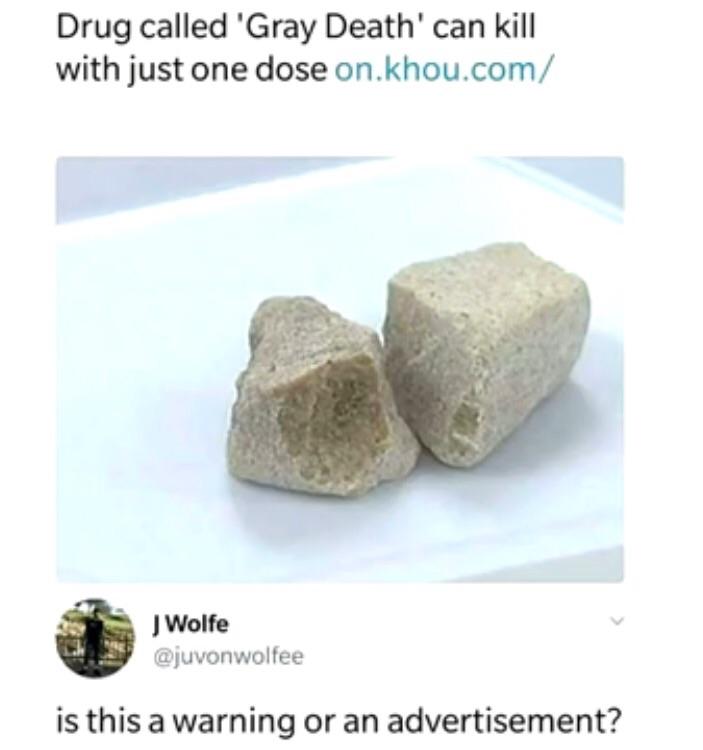 Drug called 'Gray Death' can kill
with just one dose on.khou.com/
J Wolfe
@juvonwolfee
is this a warning or an advertisement?